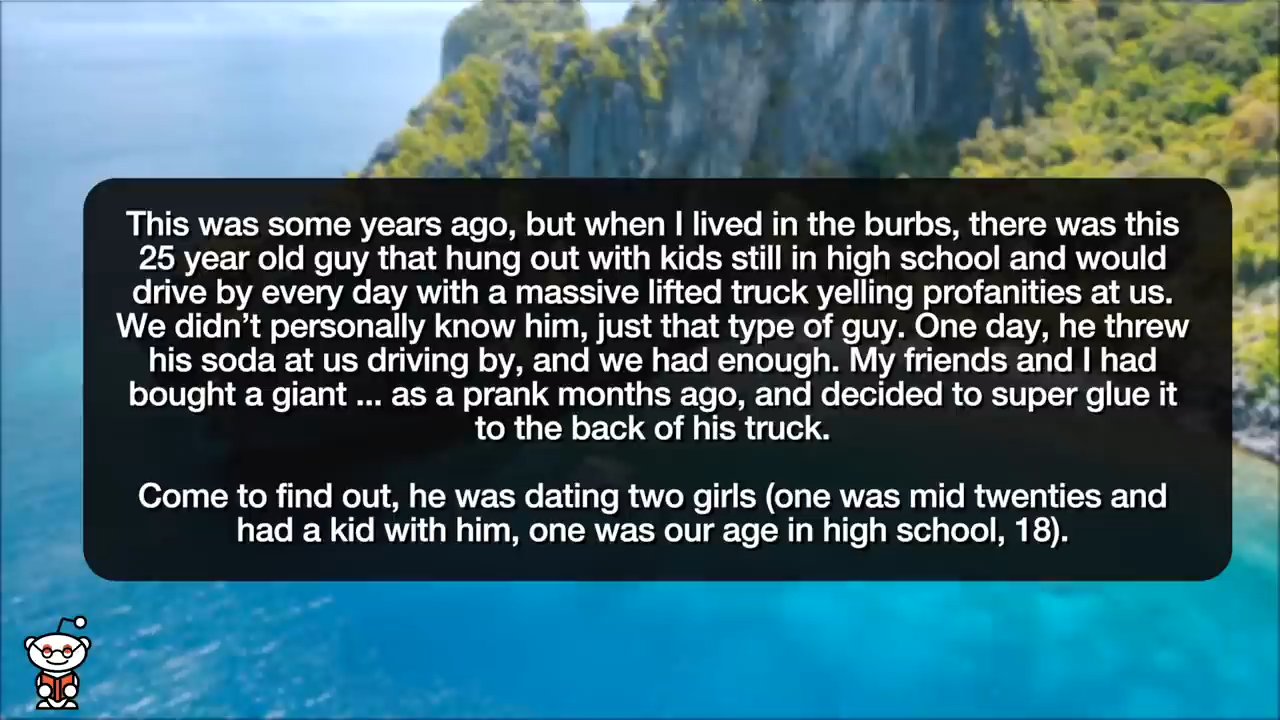 This was some years ago, but when I lived in the burbs, there was this
25 year old guy that hung out with kids still in high school and would
drive by every day with a massive lifted truck yelling profanities at us.
We didn’t personally know him, just that type of guy. One day, he threw
his soda at us driving by, and we had enough. My friends and I had
bought a giant ... as a prank months ago, and decided to super glue it
to the back of his truck.
Come to find out, he was dating two girls (one was mid twenties and
had a kid with him, one was our age in high school, 18).